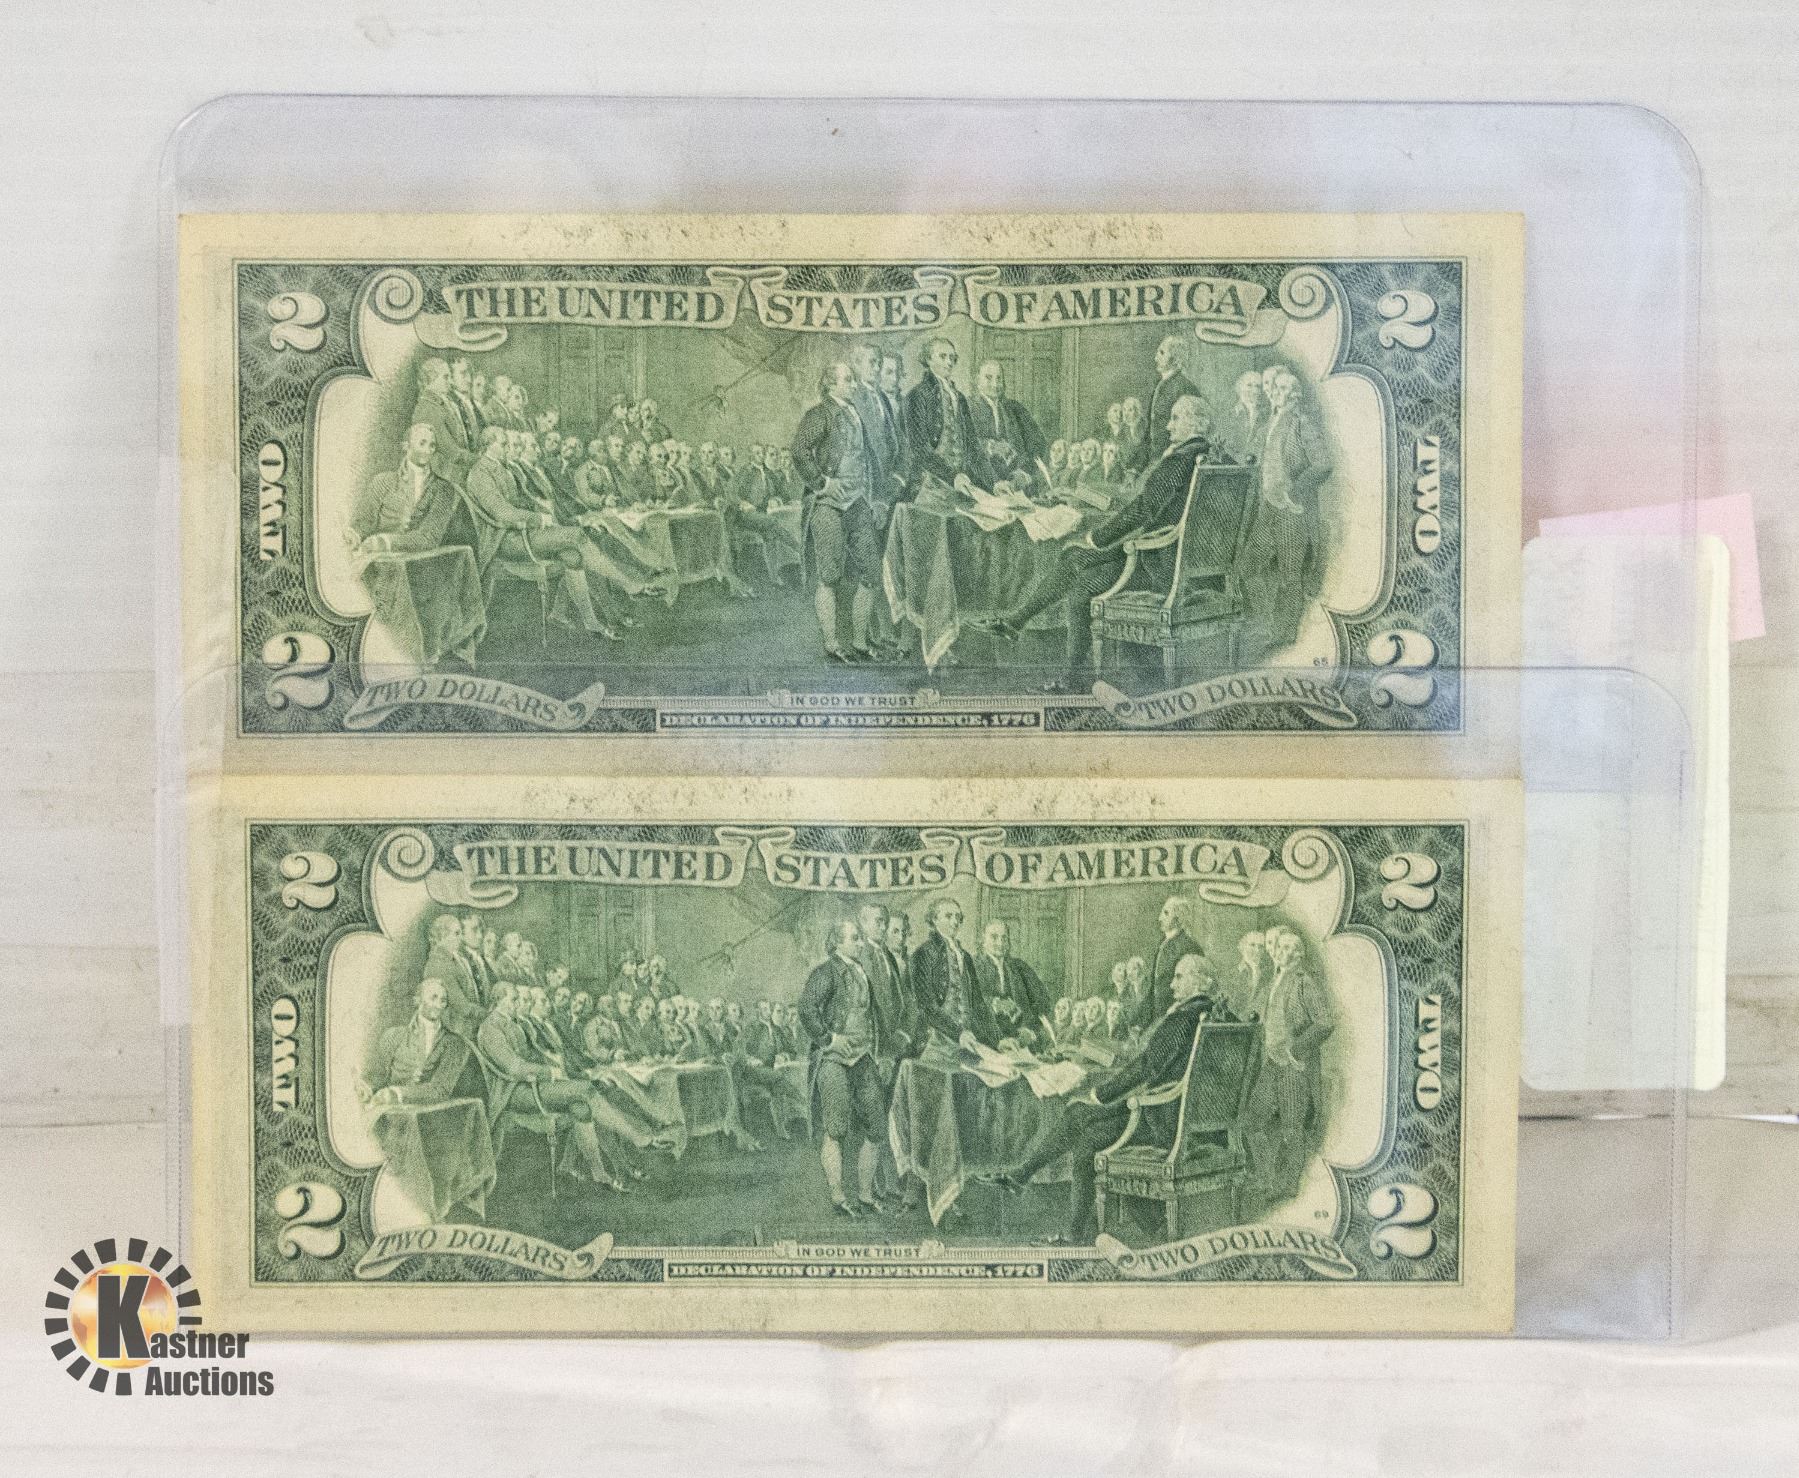 2 THE UNITED STATES OF AMERICA 2
TWO TWO
65
2 TWO DOLLARS IN GOD WE TRUST TWO DOLLARS 2
DECLARATION OF INDEPENDENCE, 1776
2 THE UNITED STATES OF AMERICA 2
TWO TWO
69
2 TWO DOLLARS IN GOD WE TRUST TWO DOLLARS 2
DECLARATION OF INDEPENDENCE, 1776
Kastner
Auctions